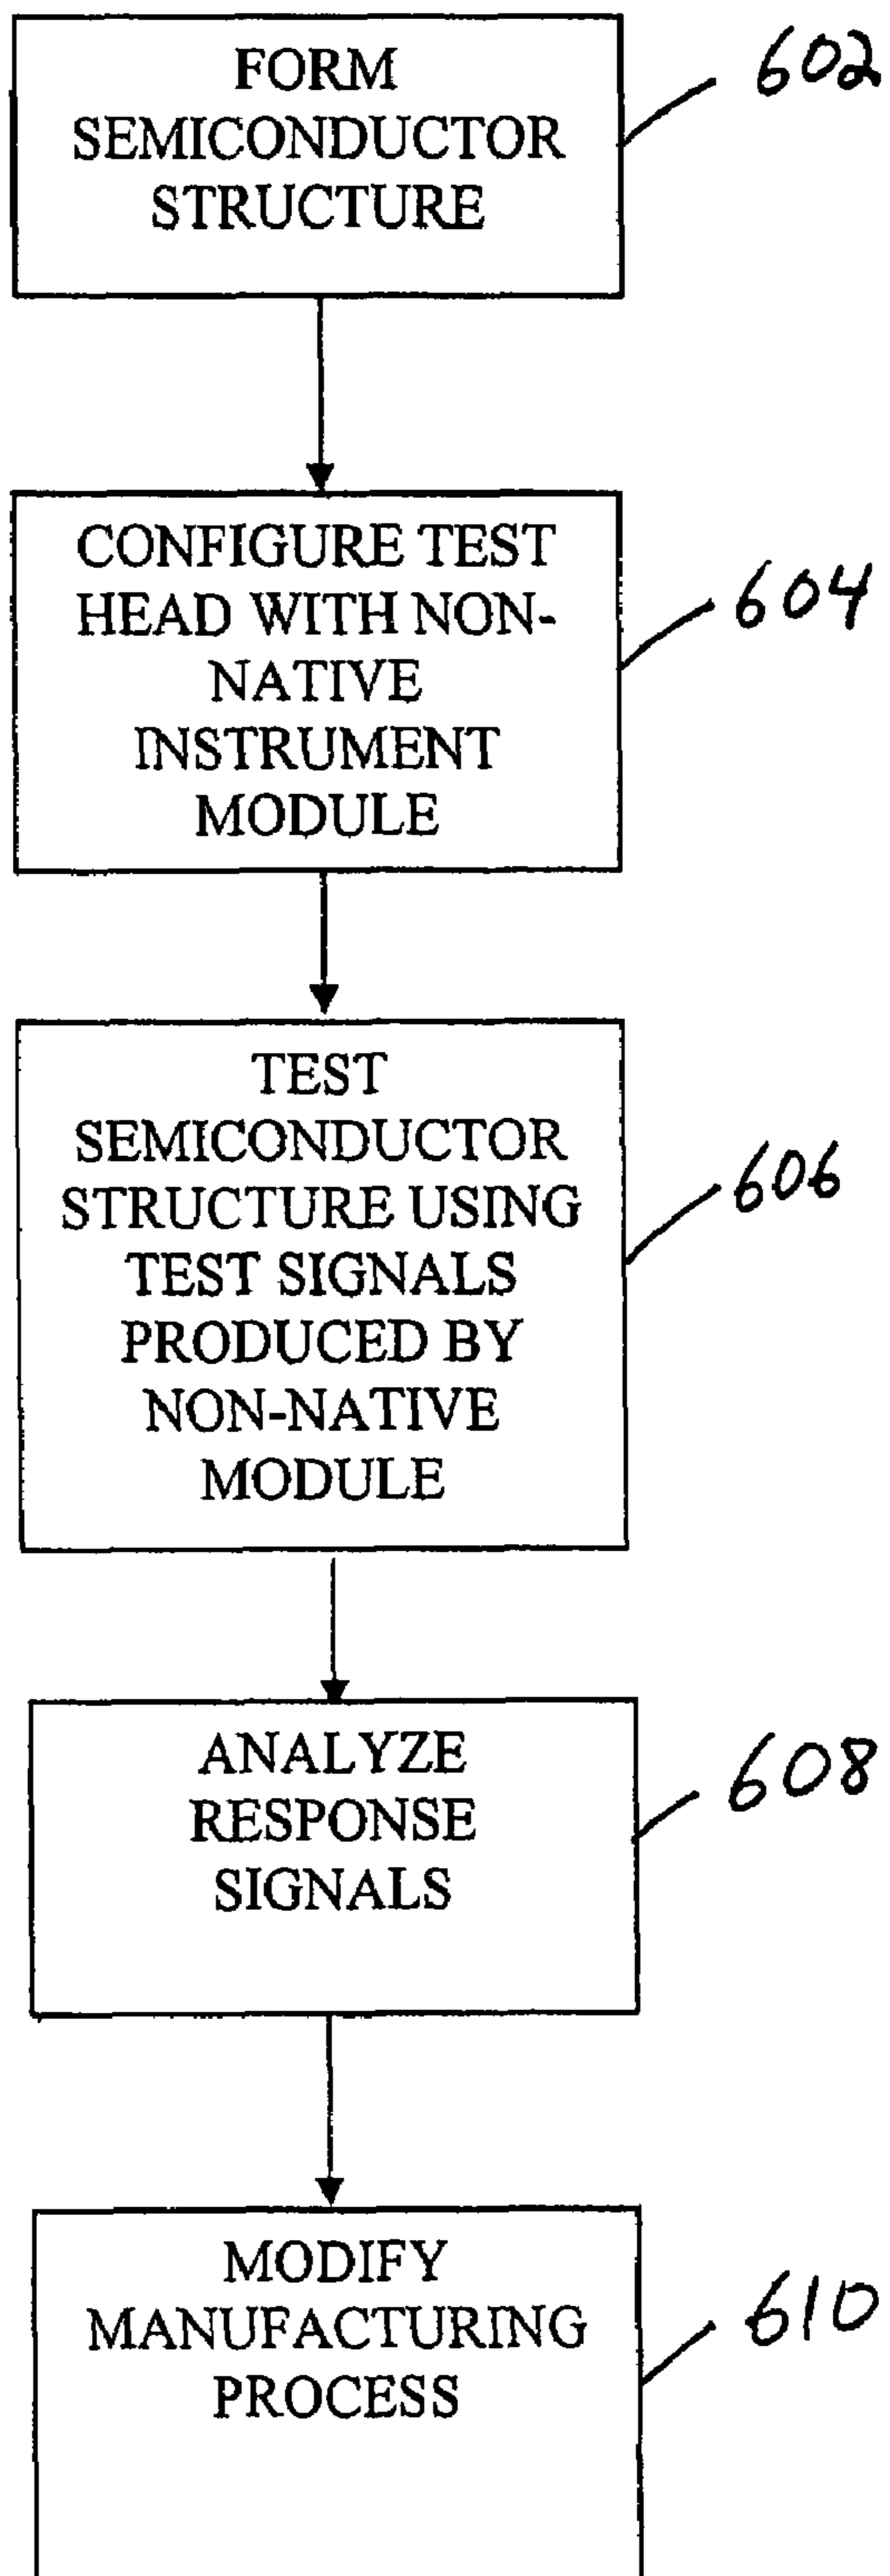 FORM
SEMICONDUCTOR
STRUCTURE
602
CONFIGURE TEST
HEAD WITH NON-
NATIVE
INSTRUMENT
MODULE
604
TEST
SEMICONDUCTOR
STRUCTURE USING
TEST SIGNALS
PRODUCED BY
NON-NATIVE
MODULE
606
ANALYZE
RESPONSE
SIGNALS
608
MODIFY
MANUFACTURING
PROCESS
610